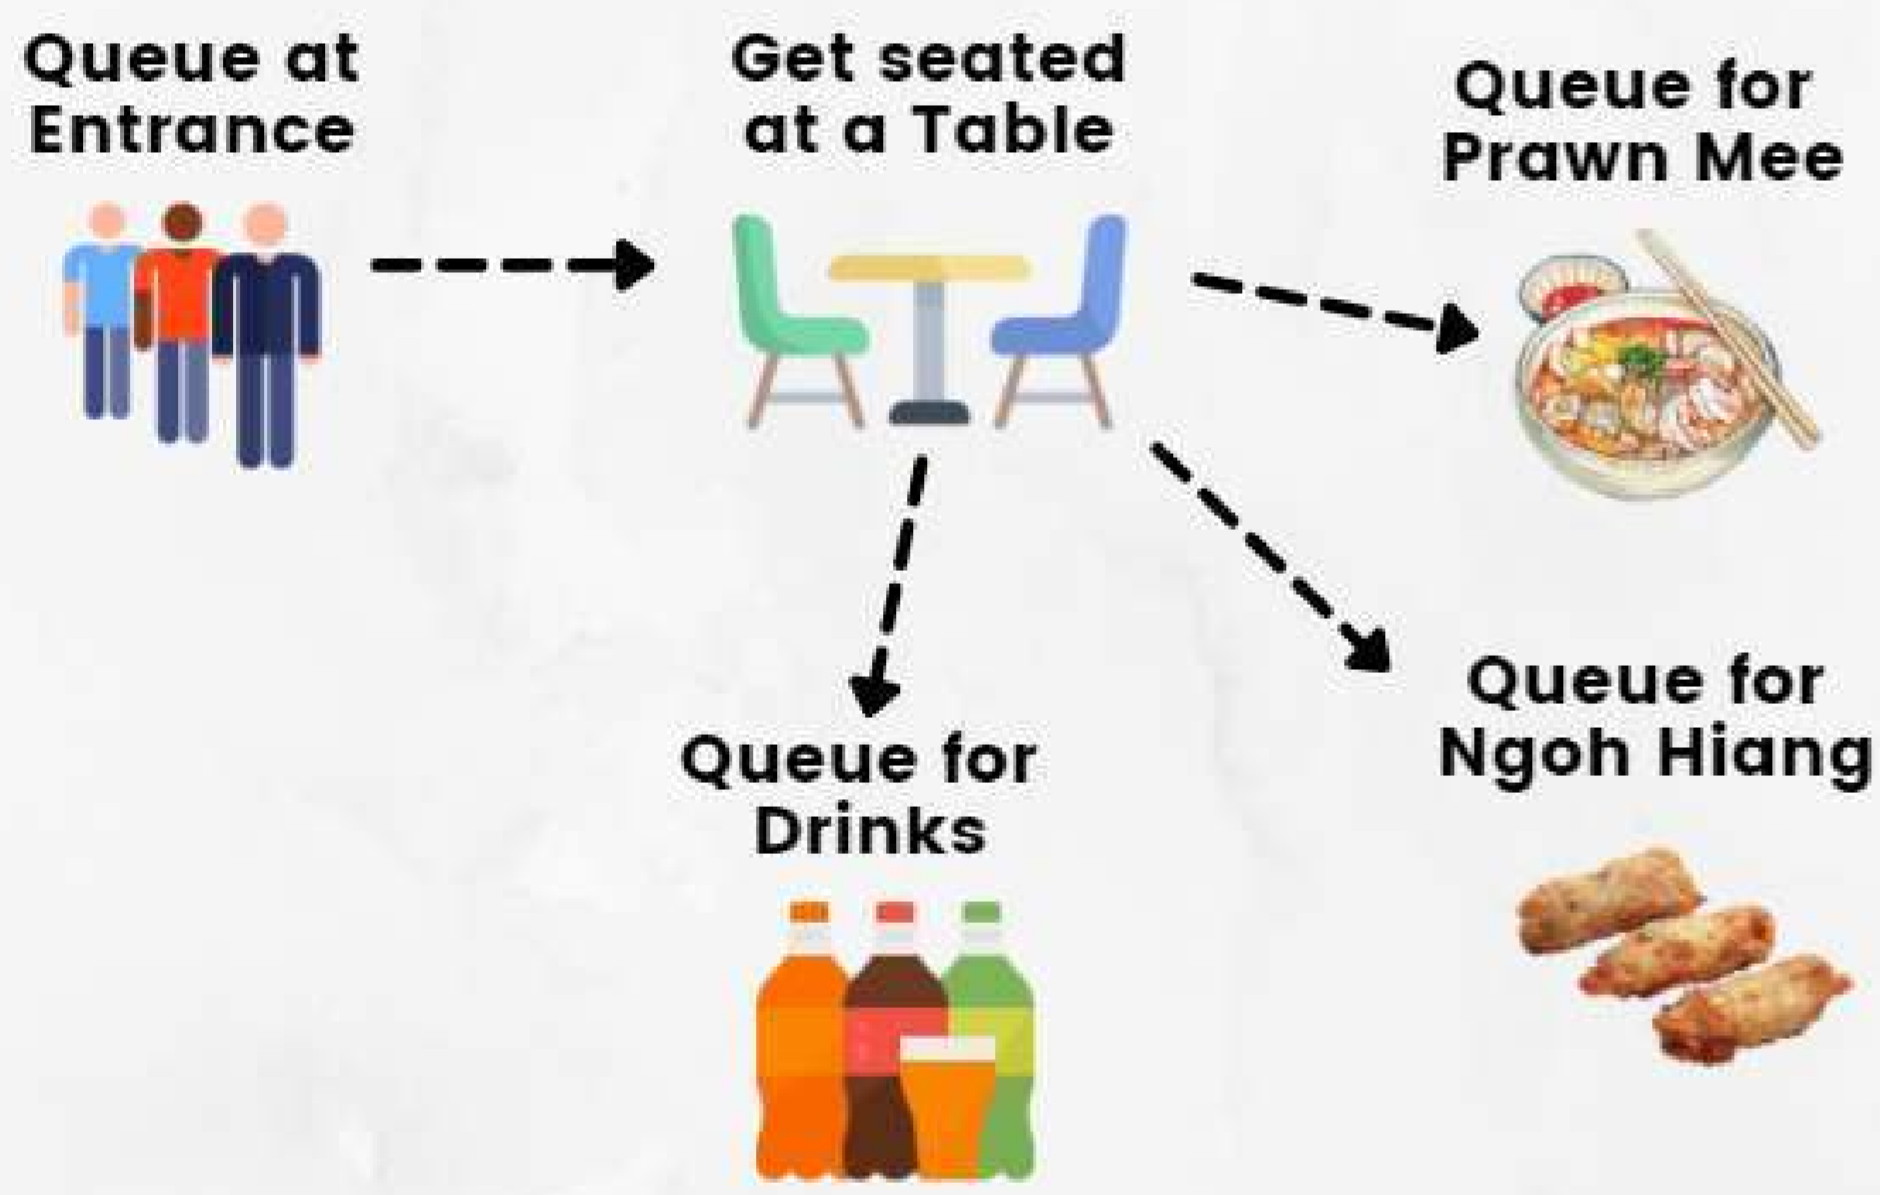 Queue at
Entrance
Get seated
at a Table
Queue for
Prawn Mee
Queue for
Drinks
Queue for
Ngoh Hiang